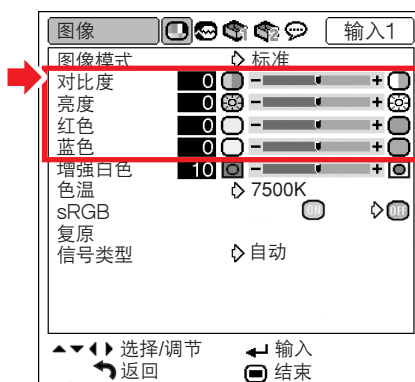 图像 输入1
图像模式 标准
对比度 0 - +
亮度 0 - +
红色 0 - +
蓝色 0 - +
增强白色 10 - +
色温 7500K
sRGB ON OFF
复原
信号类型 自动
选择/调节 输入
返回 结束